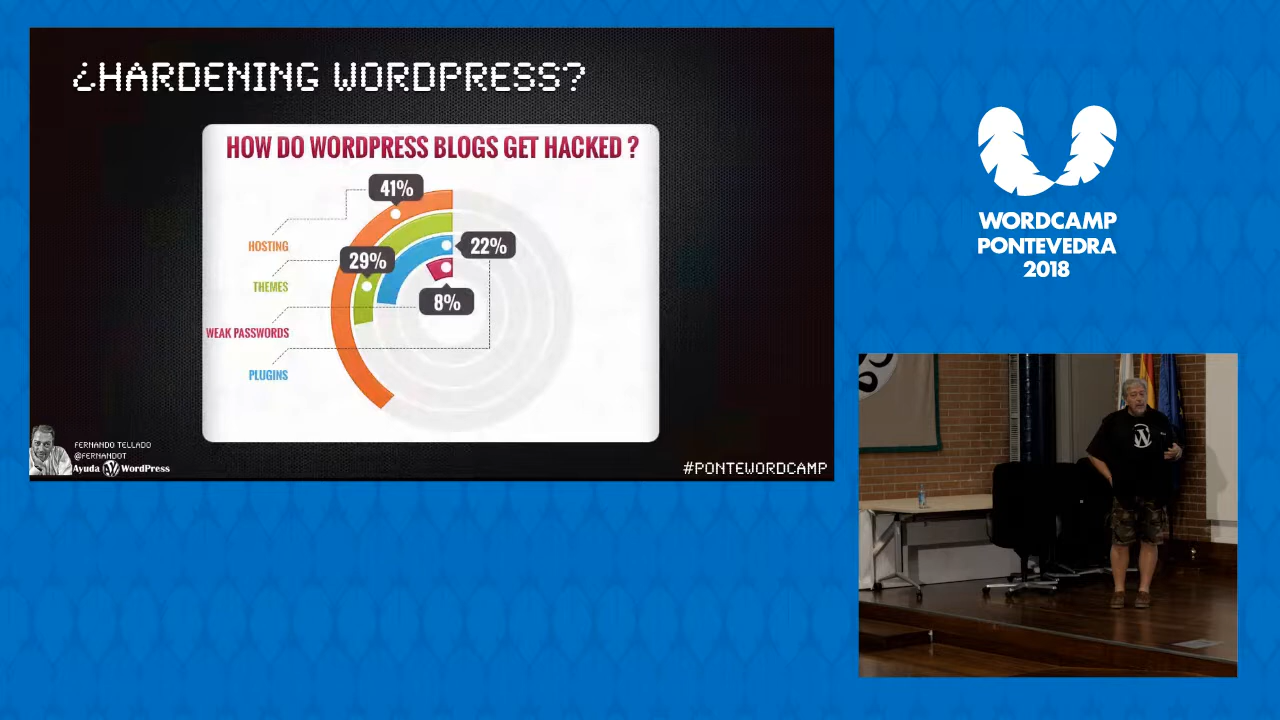 ¿HARDENING WORDPRESS?
HOW DO WORDPRESS BLOGS GET HACKED ?
41%
HOSTING
22%
29%
THEMES
8%
WEAK PASSWORDS
PLUGINS
FERNANDO TELLADO
@FERNANDOT
Ayuda WordPress
#PONTEWORDCAMP
WORDCAMP
PONTEVEDRA
2018